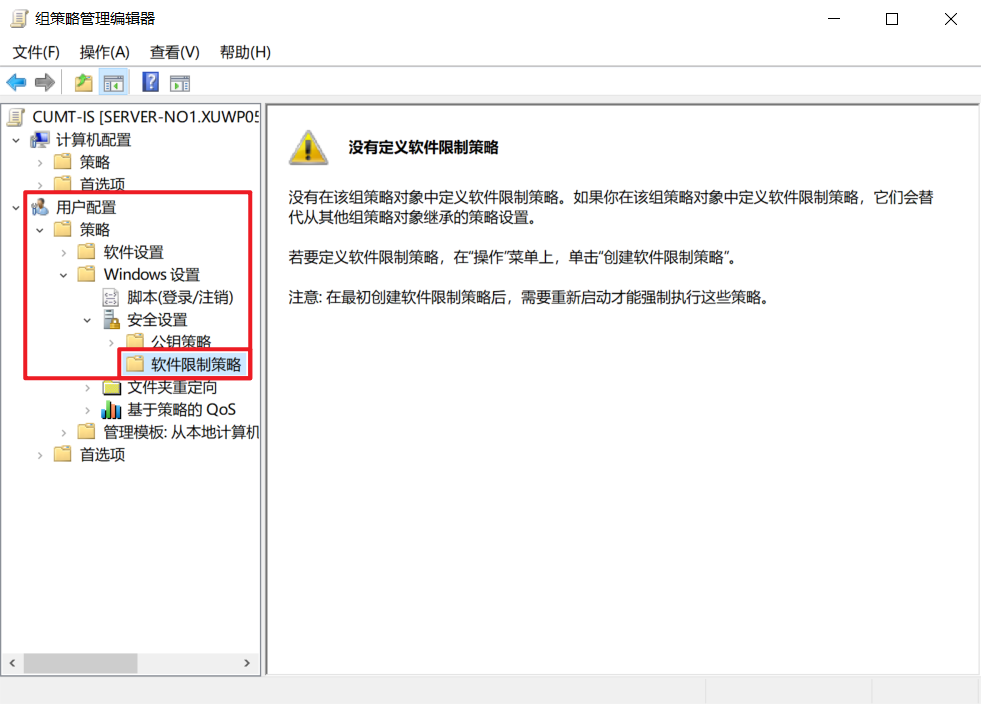 组策略管理编辑器
文件(F) 操作(A) 查看(V) 帮助(H)
CUMT-IS [SERVER-NO1.XUWP05
计算机配置
策略
首选项
用户配置
策略
软件设置
Windows 设置
脚本(登录/注销)
安全设置
公钥策略
软件限制策略
文件夹重定向
基于策略的 QoS
管理模板: 从本地计算机
首选项
没有定义软件限制策略
没有在该组策略对象中定义软件限制策略。如果你在该组策略对象中定义软件限制策略，它们会替
代从其他组策略对象继承的策略设置。
若要定义软件限制策略，在“操作”菜单上，单击“创建软件限制策略”。
注意: 在最初创建软件限制策略后，需要重新启动才能强制执行这些策略。